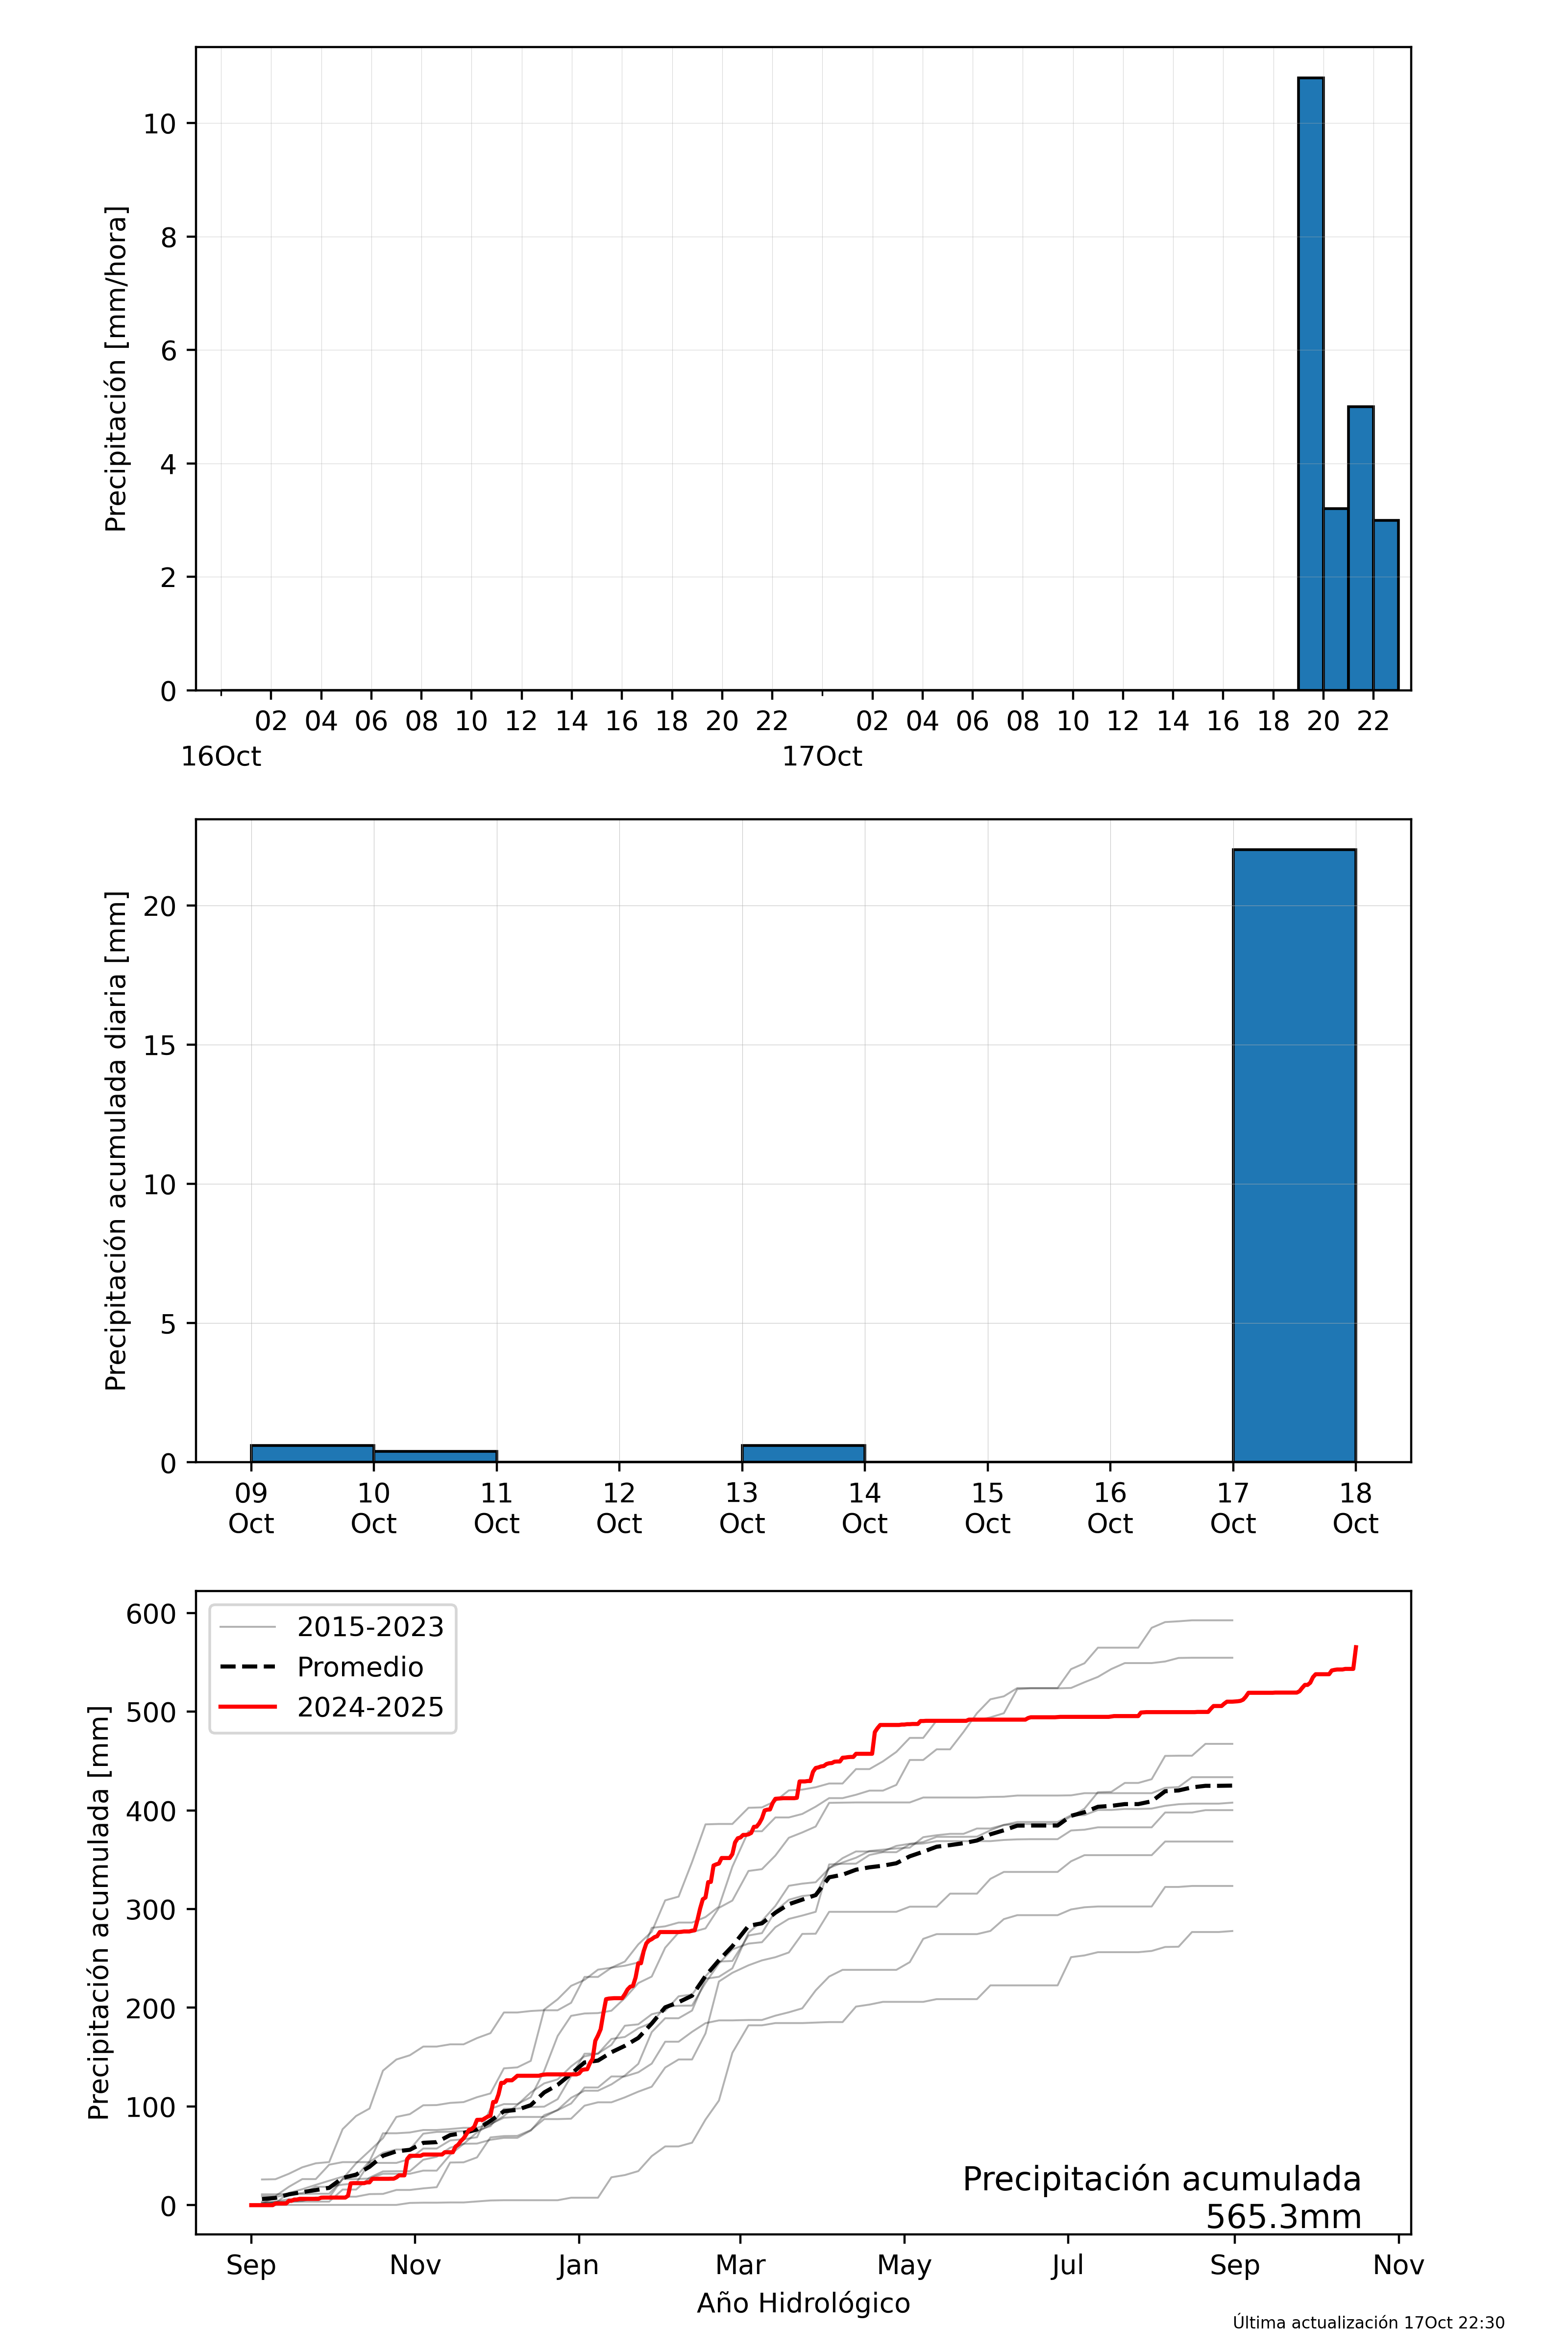 Precipitación [mm/hora]
10
8
6
4
2
0
02 04 06 08 10 12 14 16 18 20 22 02 04 06 08 10 12 14 16 18 20 22
16Oct 17Oct
Precipitación acumulada diaria [mm]
20
15
10
5
0
09 10 11 12 13 14 15 16 17 18
Oct Oct Oct Oct Oct Oct Oct Oct Oct Oct
Precipitación acumulada [mm]
600
500
400
300
200
100
0
2015-2023
Promedio
2024-2025
Precipitación acumulada
565.3mm
Sep Nov Jan Mar May Jul Sep Nov
Año Hidrológico
Última actualización 17Oct 22:30